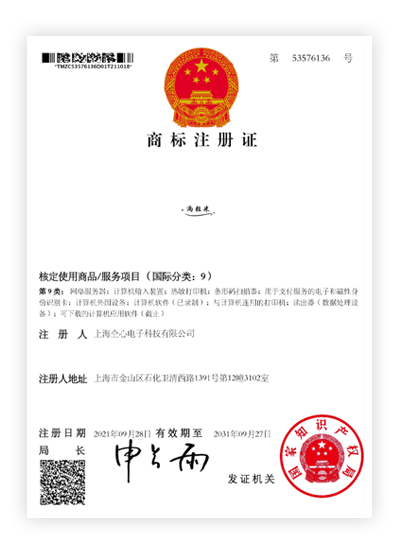 第 53576136 号
*TMZC53576136D01T211018*
商标注册证
尚粒米
核定使用商品/服务项目（国际分类：9）
第9类：网络服务器；计算机输入装置；热敏打印机；条形码扫描器；用于支付服务的电子和磁性身
份识别卡；计算机外围设备；计算机软件（已录制）；与计算机连用的打印机；读出器（数据处理设
备）；可下载的计算机应用软件（截止）
注册人 上海仝心电子科技有限公司
注册人地址 上海市金山区石化卫清西路1391号第12幢3102室
注册日期 2021年09月28日 有效期至 2031年09月27日
局长 申长雨
发证机关
国家知识产权局